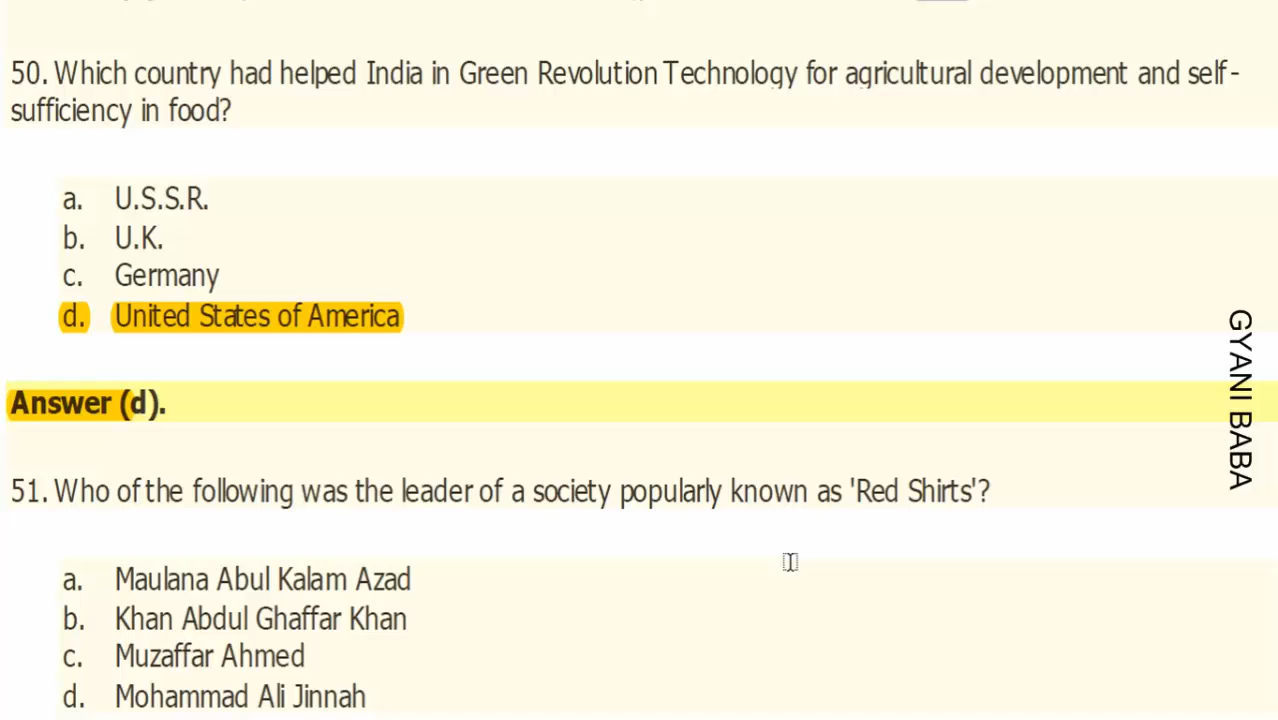 50. Which country had helped India in Green Revolution Technology for agricultural development and self-
sufficiency in food?
a. U.S.S.R.
b. U.K.
c. Germany
d. United States of America
Answer (d).
51. Who of the following was the leader of a society popularly known as 'Red Shirts'?
a. Maulana Abul Kalam Azad
b. Khan Abdul Ghaffar Khan
c. Muzaffar Ahmed
d. Mohammad Ali Jinnah
GYANI BABA